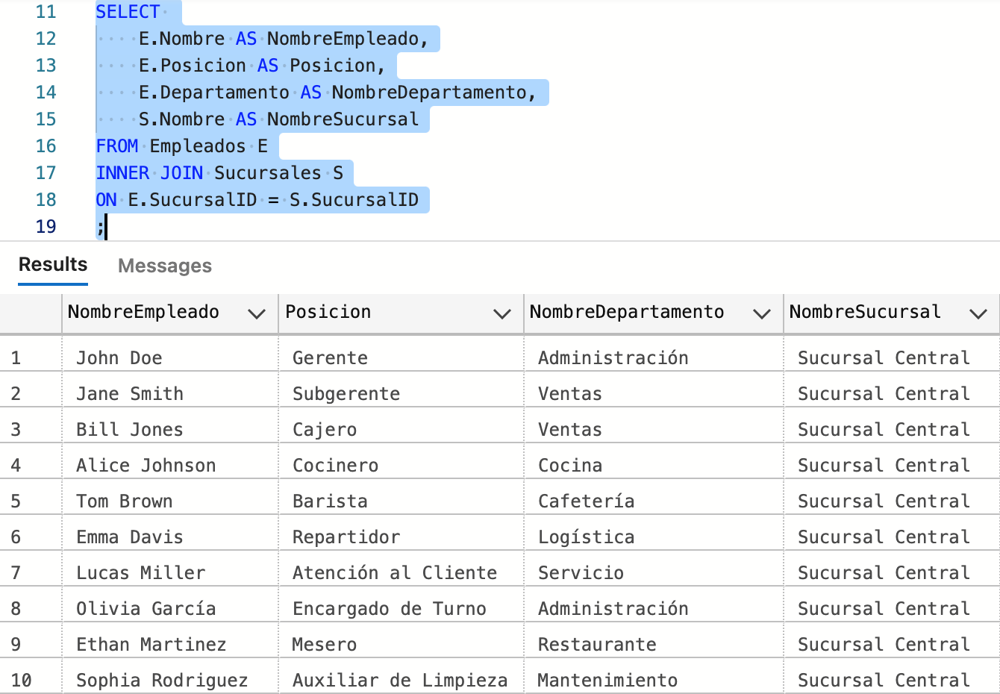 11 SELECT
12 E.Nombre AS NombreEmpleado,
13 E.Posicion AS Posicion,
14 E.Departamento AS NombreDepartamento,
15 S.Nombre AS NombreSucursal
16 FROM Empleados E
17 INNER JOIN Sucursales S
18 ON E.SucursalID = S.SucursalID
19 ;
Results Messages
NombreEmpleado Posicion NombreDepartamento NombreSucursal
1 John Doe Gerente Administración Sucursal Central
2 Jane Smith Subgerente Ventas Sucursal Central
3 Bill Jones Cajero Ventas Sucursal Central
4 Alice Johnson Cocinero Cocina Sucursal Central
5 Tom Brown Barista Cafetería Sucursal Central
6 Emma Davis Repartidor Logística Sucursal Central
7 Lucas Miller Atención al Cliente Servicio Sucursal Central
8 Olivia García Encargado de Turno Administración Sucursal Central
9 Ethan Martinez Mesero Restaurante Sucursal Central
10 Sophia Rodriguez Auxiliar de Limpieza Mantenimiento Sucursal Central